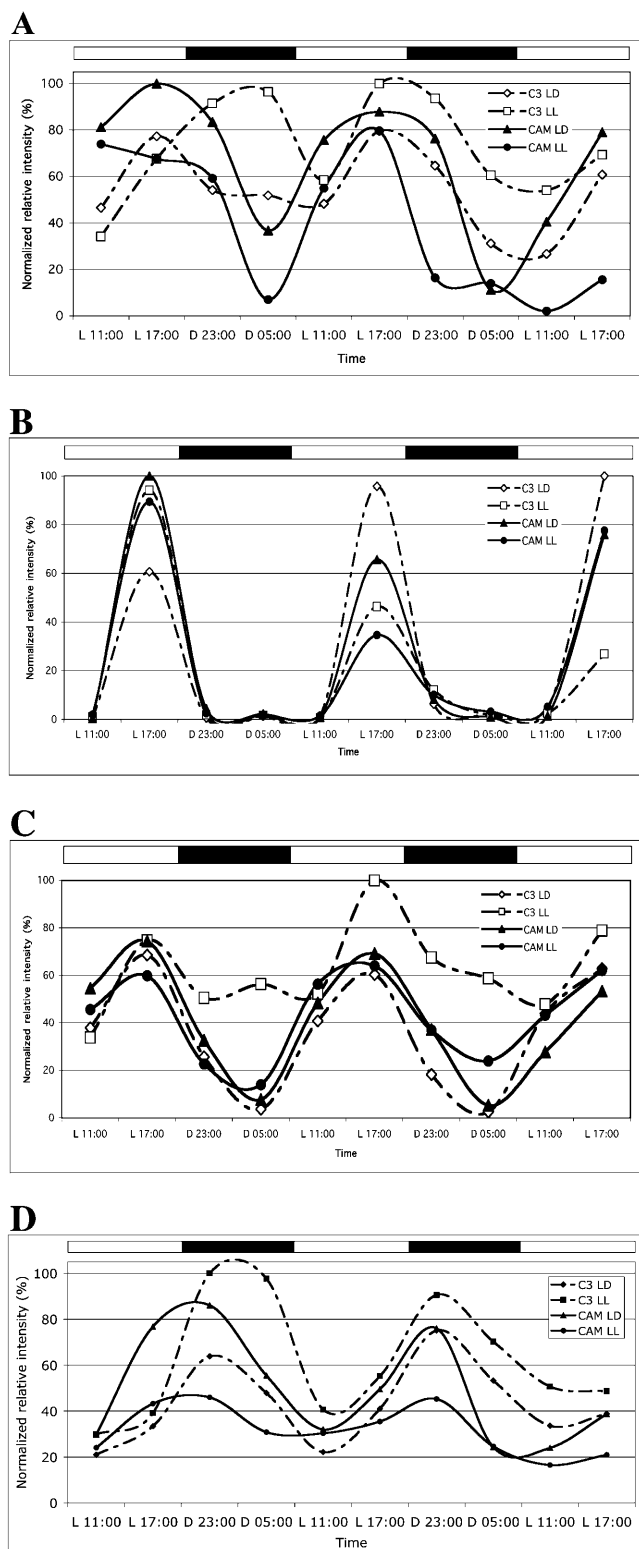 A
Normalized relative intensity (%)
100
80
60
40
20
0
C3 LD
C3 LL
CAM LD
CAM LL
L 11:00 L 17:00 D 23:00 D 05:00 L 11:00 L 17:00 D 23:00 D 05:00 L 11:00 L 17:00
Time
B
Normalized relative intensity (%)
100
80
60
40
20
0
C3 LD
C3 LL
CAM LD
CAM LL
L 11:00 L 17:00 D 23:00 D 05:00 L 11:00 L 17:00 D 23:00 D 05:00 L 11:00 L 17:00
Time
C
Normalized relative intensity (%)
100
80
60
40
20
0
C3 LD
C3 LL
CAM LD
CAM LL
L 11:00 L 17:00 D 23:00 D 05:00 L 11:00 L 17:00 D 23:00 D 05:00 L 11:00 L 17:00
Time
D
Normalized relative intensity (%)
100
80
60
40
20
0
C3 LD
C3 LL
CAM LD
CAM LL
L 11:00 L 17:00 D 23:00 D 05:00 L 11:00 L 17:00 D 23:00 D 05:00 L 11:00 L 17:00
Time